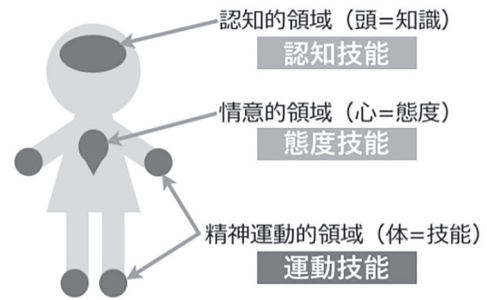 認知的領域（頭=知識）
認知技能
情意的領域（心=態度）
態度技能
精神運動的領域（体=技能）
運動技能